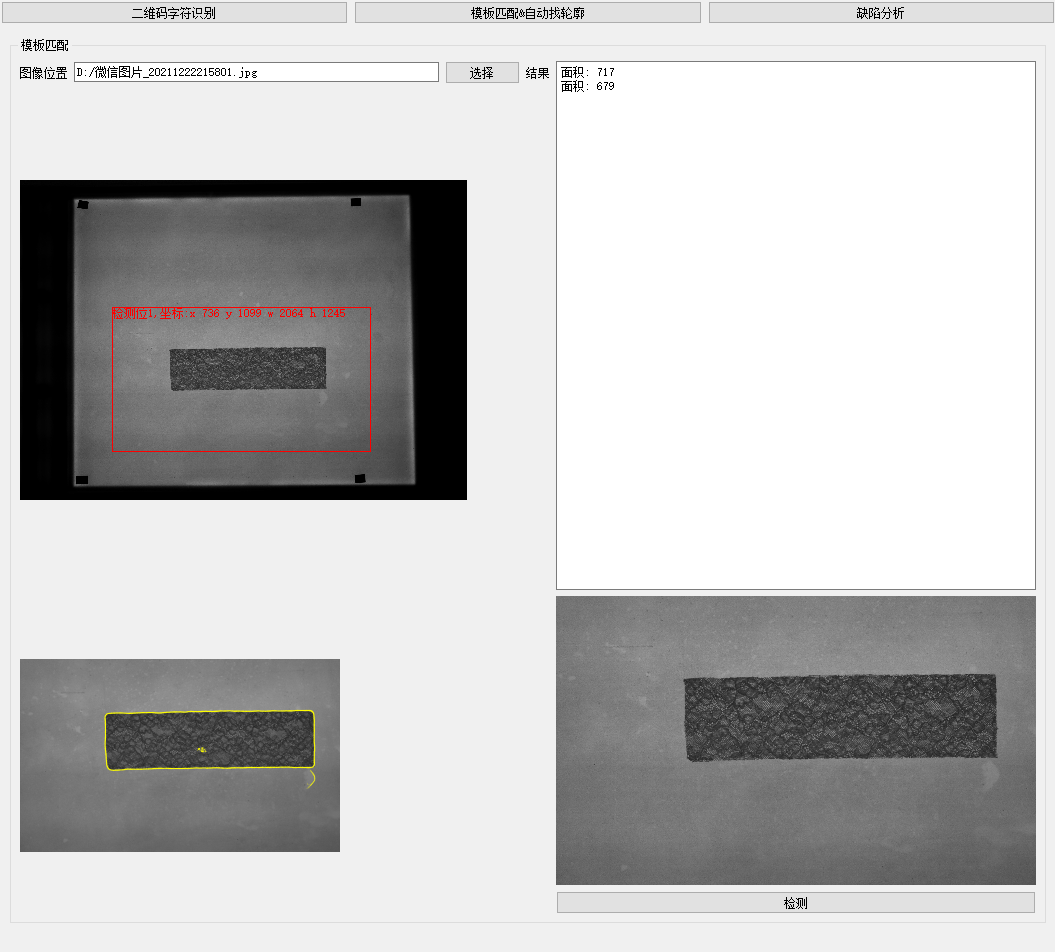 二维码字符识别
模板匹配&自动找轮廓
缺陷分析
模板匹配
图像位置 D:/微信图片_20211222215801.jpg 选择 结果
面积: 717
面积: 679
检测位1,坐标:x 736 y 1099 w 2064 h 1245
检测